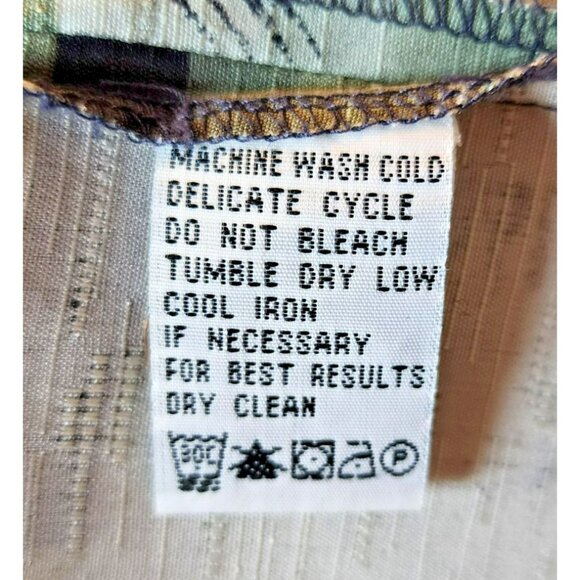 MACHINE WASH COLD
DELICATE CYCLE
DO NOT BLEACH
TUMBLE DRY LOW
COOL IRON
IF NECESSARY
FOR BEST RESULTS
DRY CLEAN
30C P